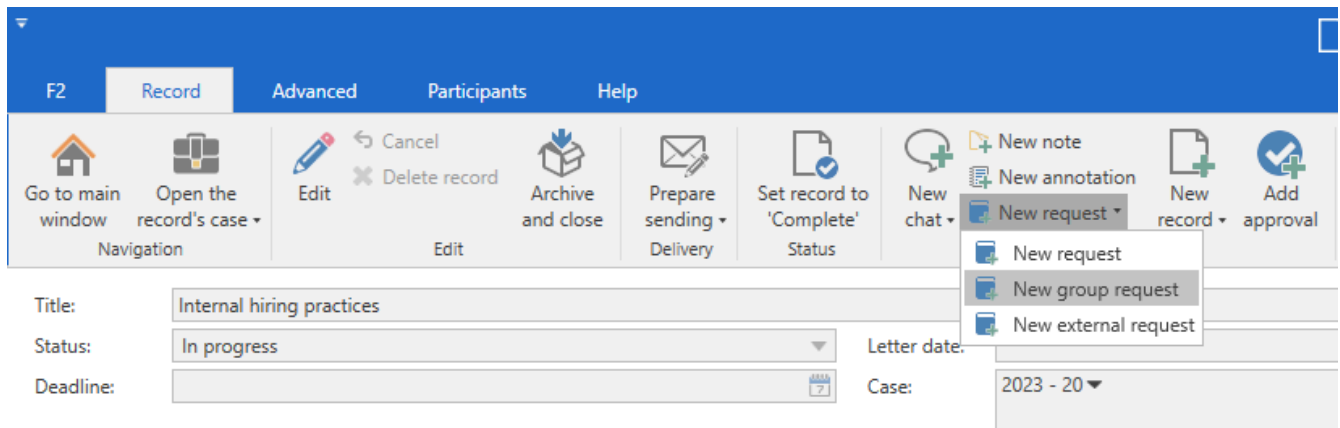 F2 Record Advanced Participants Help
Go to main window
Open the record's case
Navigation
Edit
Cancel
Delete record
Archive and close
Edit
Prepare sending
Delivery
Set record to 'Complete'
Status
New chat
New note
New annotation
New request
New record
Add approval
New request
New group request
New external request
Title: Internal hiring practices
Status: In progress
Letter date:
Deadline: 7
Case: 2023 - 20